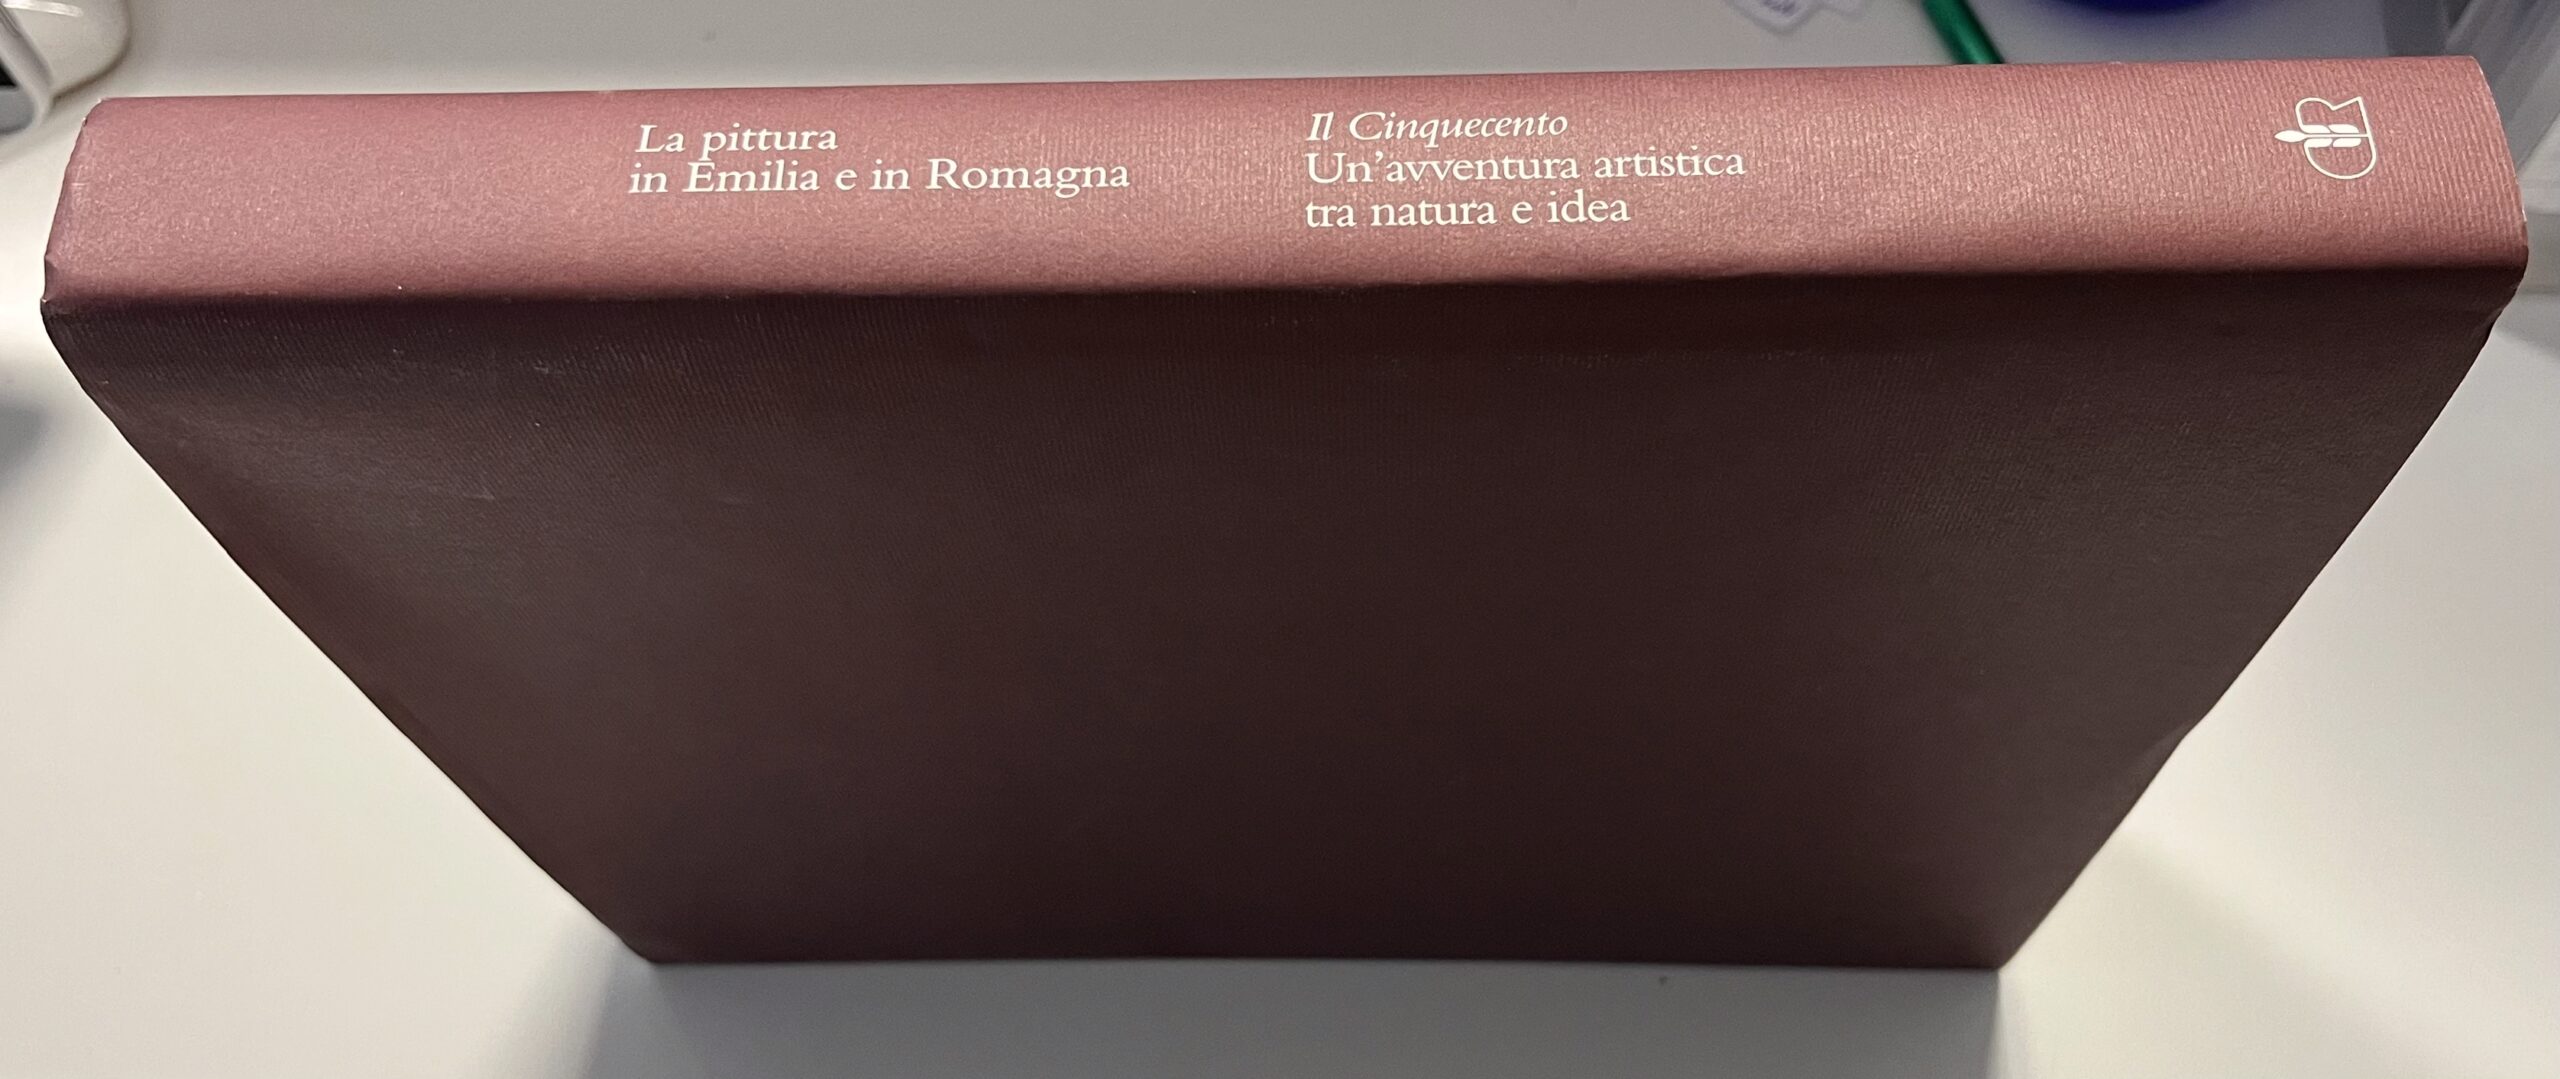 La pittura
in Emilia e in Romagna
Il Cinquecento
Un'avventura artistica
tra natura e idea